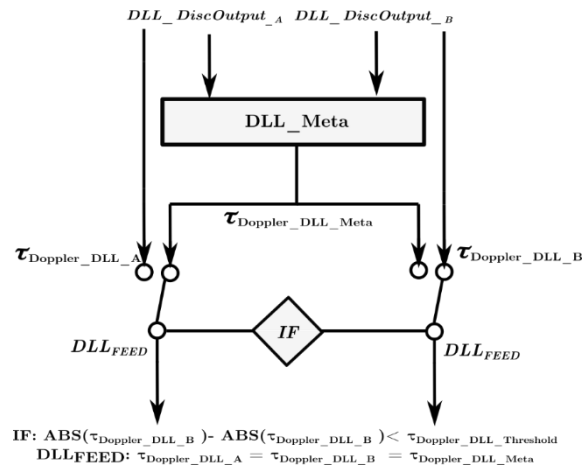 DLL_DiscOutput_A DLL_DiscOutput_B
DLL_Meta
τDoppler_DLL_Meta
τDoppler_DLL_A τDoppler_DLL_B
IF
DLLFEED DLLFEED
IF: ABS(τDoppler_DLL_B )- ABS(τDoppler_DLL_B )< τDoppler_DLL_Threshold
DLLFEED: τDoppler_DLL_A = τDoppler_DLL_B = τDoppler_DLL_Meta